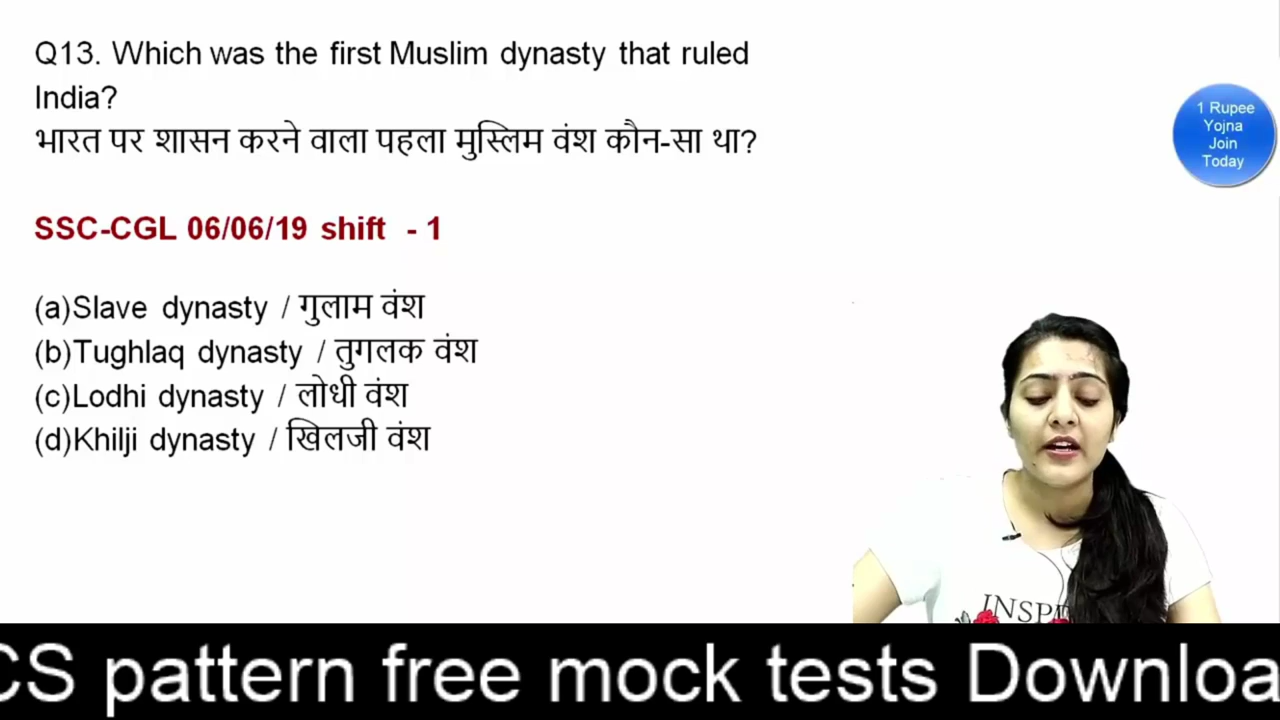 Q13. Which was the first Muslim dynasty that ruled
India?
भारत पर शासन करने वाला पहला मुस्लिम वंश कौन-सा था?
1 Rupee
Yojna
Join
Today
SSC-CGL 06/06/19 shift - 1
(a)Slave dynasty / गुलाम वंश
(b)Tughlaq dynasty / तुगलक वंश
(c)Lodhi dynasty / लोधी वंश
(d)Khilji dynasty / खिलजी वंश
CS pattern free mock tests Downloa